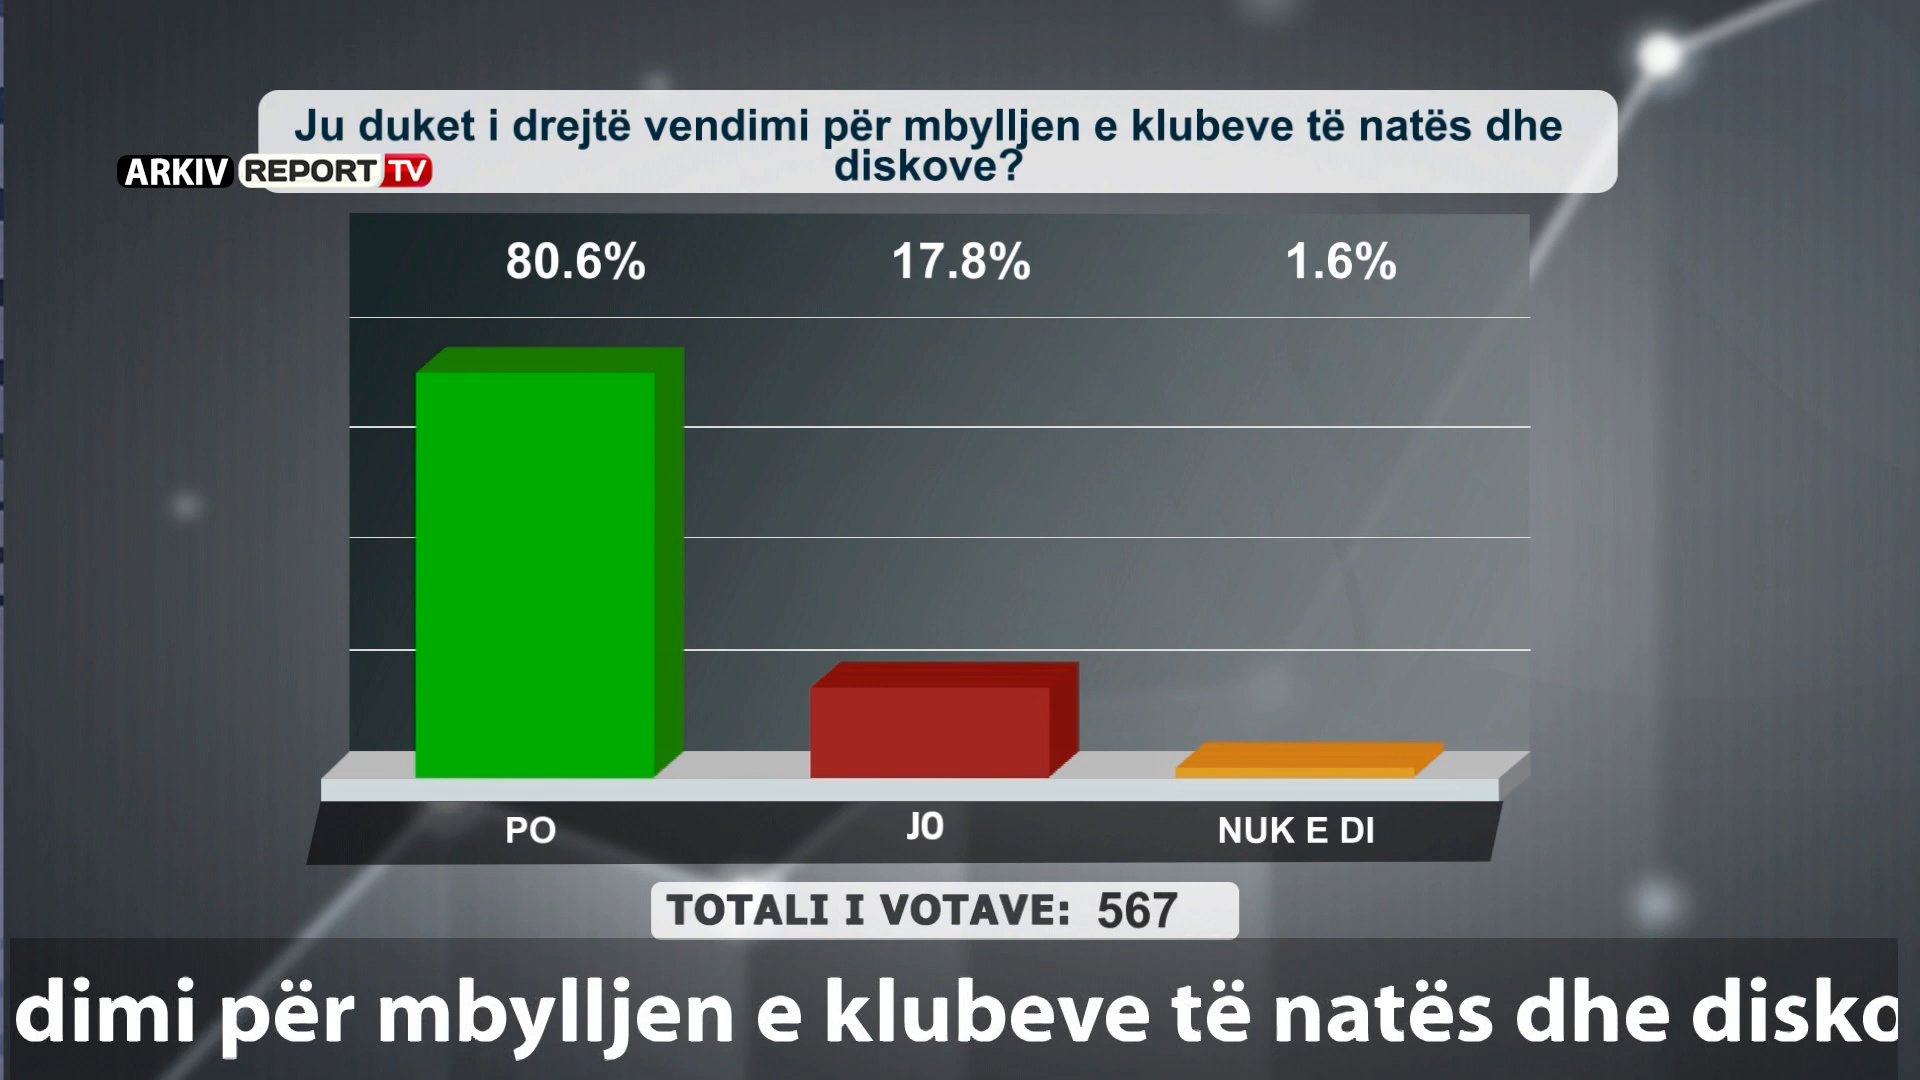 Ju duket i drejtë vendimi për mbylljen e klubeve të natës dhe
diskove?
ARKIV REPORT TV
80.6% 17.8% 1.6%
PO JO NUK E DI
TOTALI I VOTAVE: 567
dimi për mbylljen e klubeve të natës dhe disko